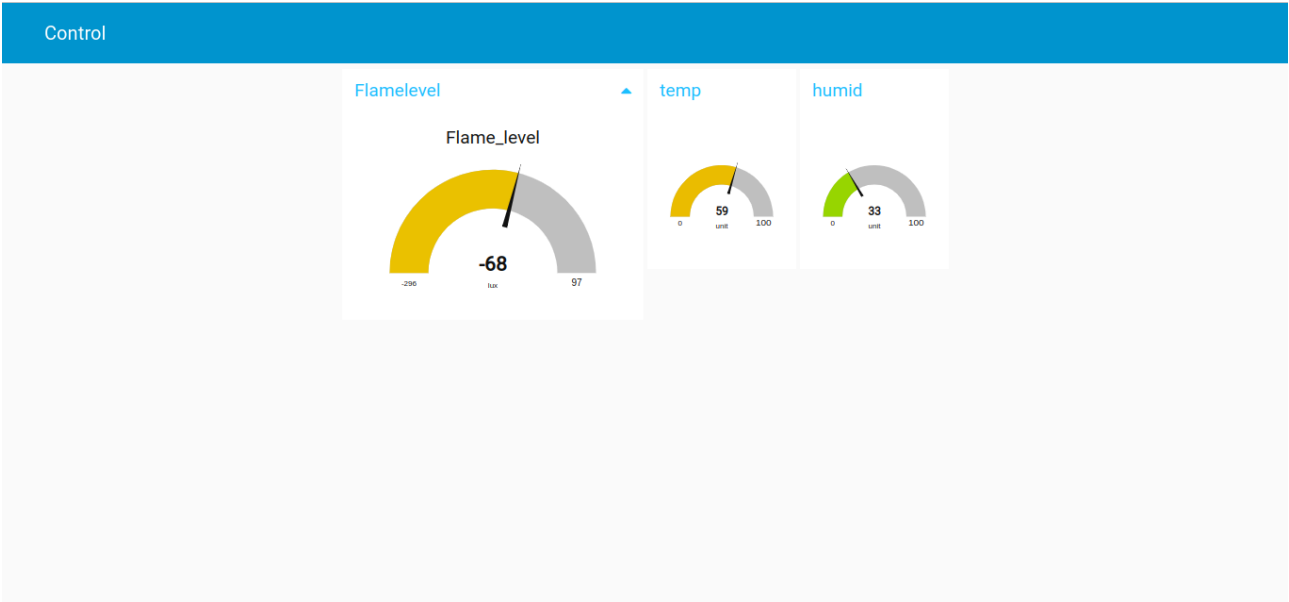 Control
Flamelevel
Flame_level
-68
-296
lux
97
temp
59
0
unit
100
humid
33
0
unit
100